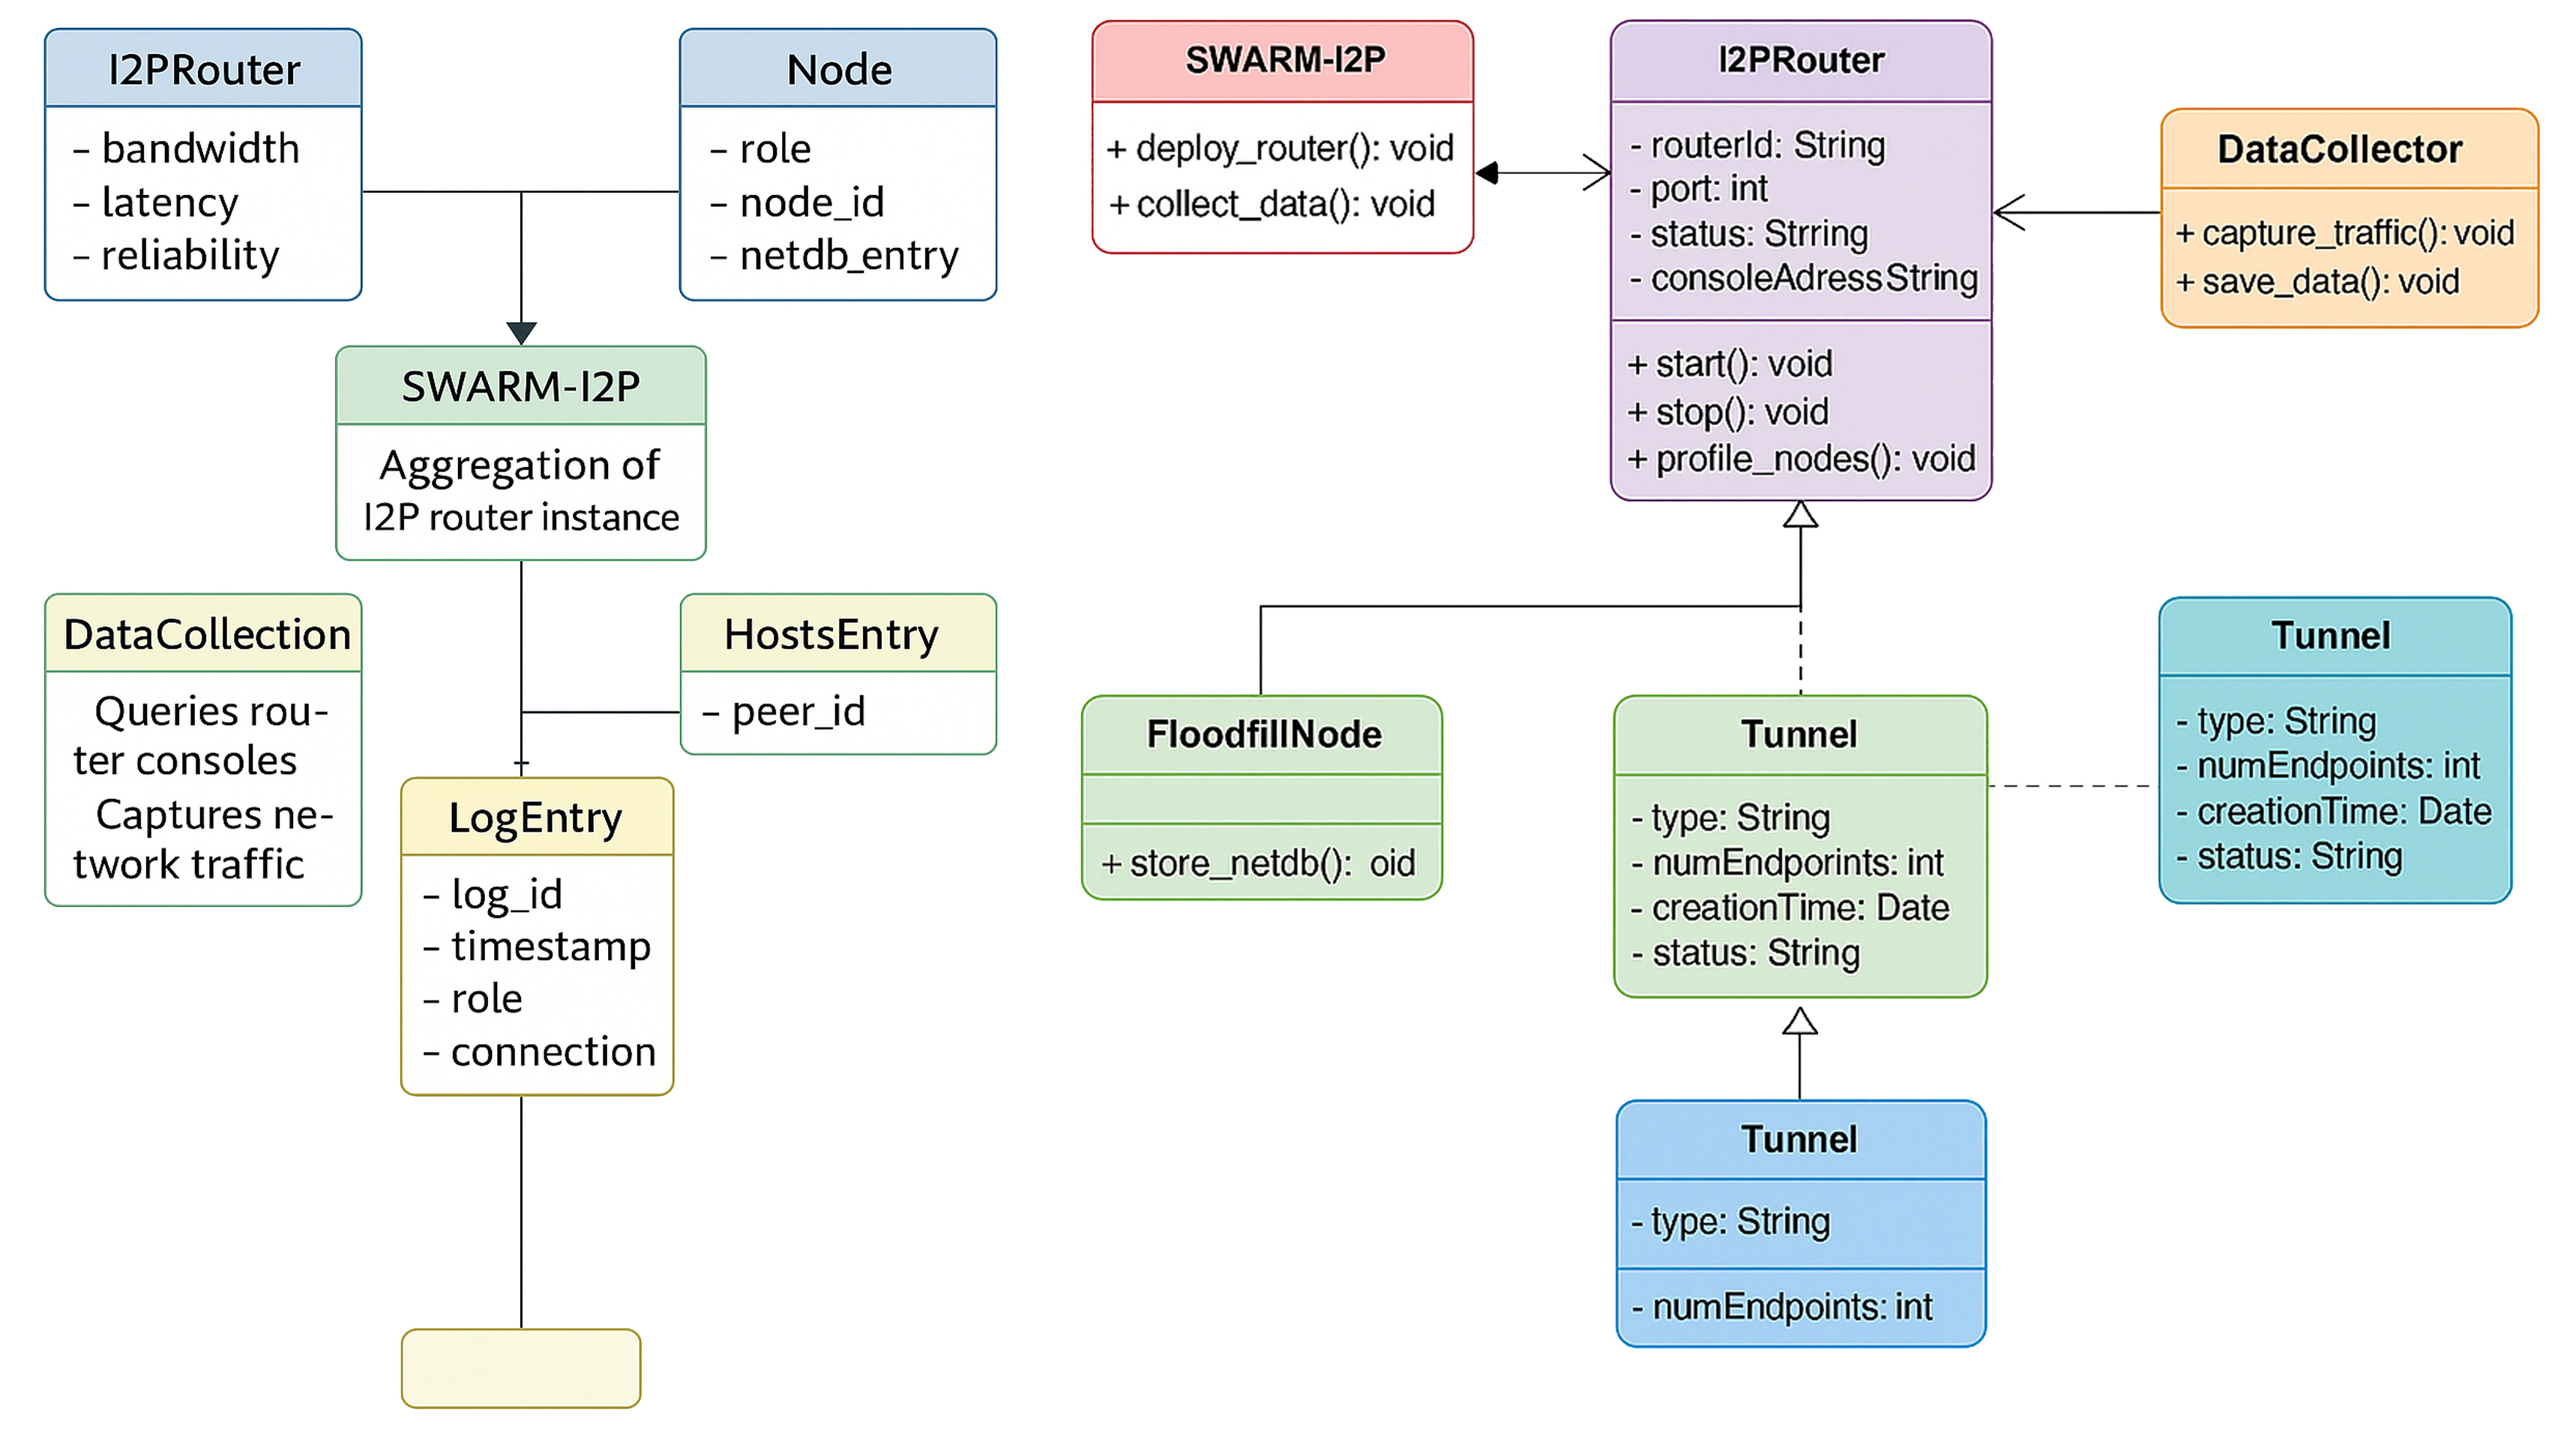 I2PRouter
– bandwidth
– latency
– reliability
Node
– role
– node_id
– netdb_entry
SWARM-I2P
Aggregation of
I2P router instance
DataCollection
Queries rou-
ter consoles
Captures ne-
twork traffic
HostsEntry
– peer_id
LogEntry
– log_id
– timestamp
– role
– connection
SWARM-I2P
+ deploy_router(): void
+ collect_data(): void
I2PRouter
- routerId: String
- port: int
- status: Strring
- consoleAdressString
+ start(): void
+ stop(): void
+ profile_nodes(): void
DataCollector
+ capture_traffic(): void
+ save_data(): void
FloodfillNode
+ store_netdb(): oid
Tunnel
- type: String
- numEndporints: int
- creationTime: Date
- status: String
Tunnel
- type: String
- numEndpoints: int
- creationTime: Date
- status: String
Tunnel
- type: String
- numEndpoints: int